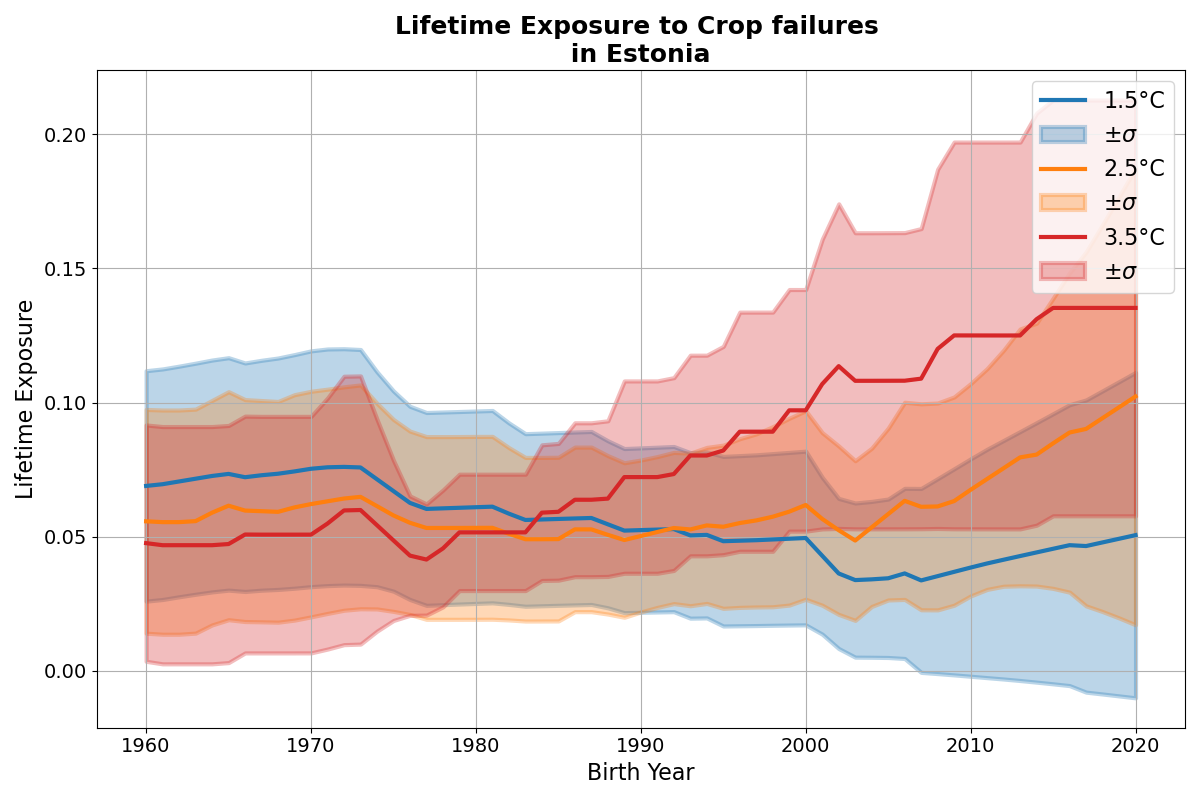 Lifetime Exposure to Crop failures
in Estonia
Lifetime Exposure
0.20
0.15
0.10
0.05
0.00
1960
1970
1980
1990
2000
2010
2020
Birth Year
1.5°C
±σ
2.5°C
±σ
3.5°C
±σ